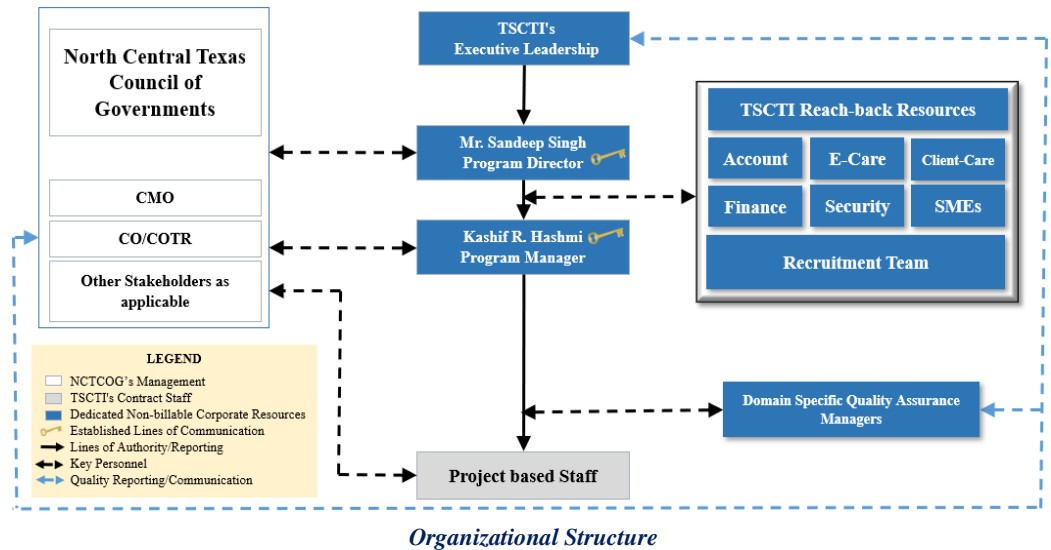 North Central Texas
Council of
Governments
CMO
CO/COTR
Other Stakeholders as
applicable
TSCTI's
Executive Leadership
Mr. Sandeep Singh
Program Director
Kashif R. Hashmi
Program Manager
TSCTI Reach-back Resources
Account
E-Care
Client-Care
Finance
Security
SMEs
Recruitment Team
Domain Specific Quality Assurance
Managers
Project based Staff
LEGEND
NCTCOG's Management
TSCTI's Contract Staff
Dedicated Non-billable Corporate Resources
Established Lines of Communication
Lines of Authority/Reporting
Key Personnel
Quality Reporting/Communication
Organizational Structure